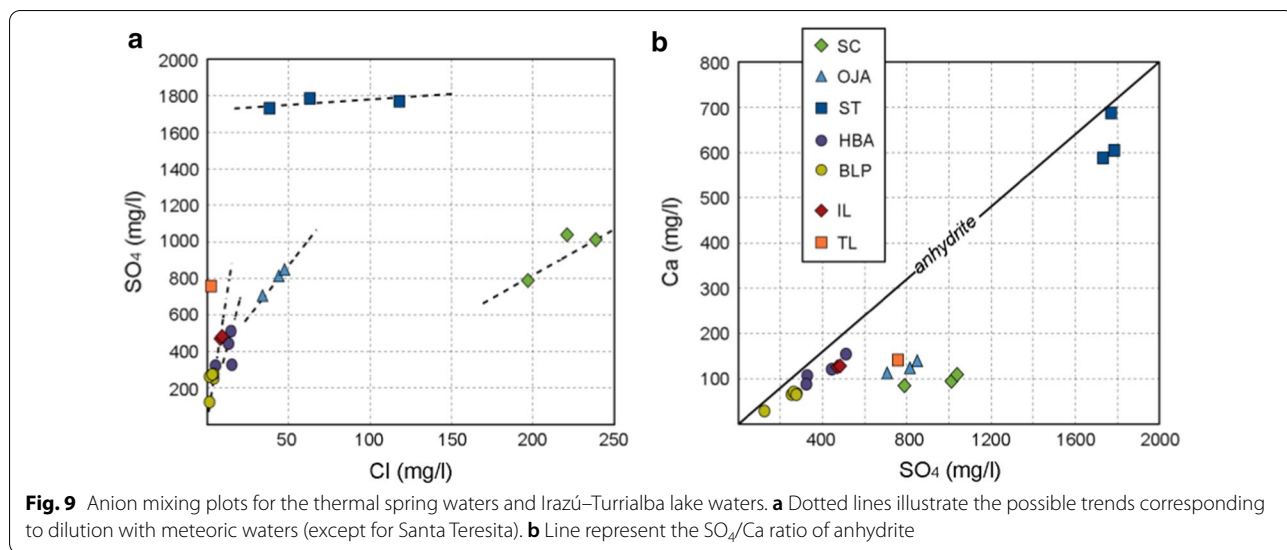 a
2000
1800
1600
1400
1200
1000
800
600
400
200
SO₄ (mg/l)
50
100
150
200
250
Cl (mg/l)
b
SC
OJA
ST
HBA
BLP
IL
TL
800
700
600
500
400
300
200
100
Ca (mg/l)
anhydrite
400
800
1200
1600
2000
SO₄ (mg/l)
Fig. 9 Anion mixing plots for the thermal spring waters and Irazú–Turrialba lake waters. a Dotted lines illustrate the possible trends corresponding
to dilution with meteoric waters (except for Santa Teresita). b Line represent the SO₄/Ca ratio of anhydrite